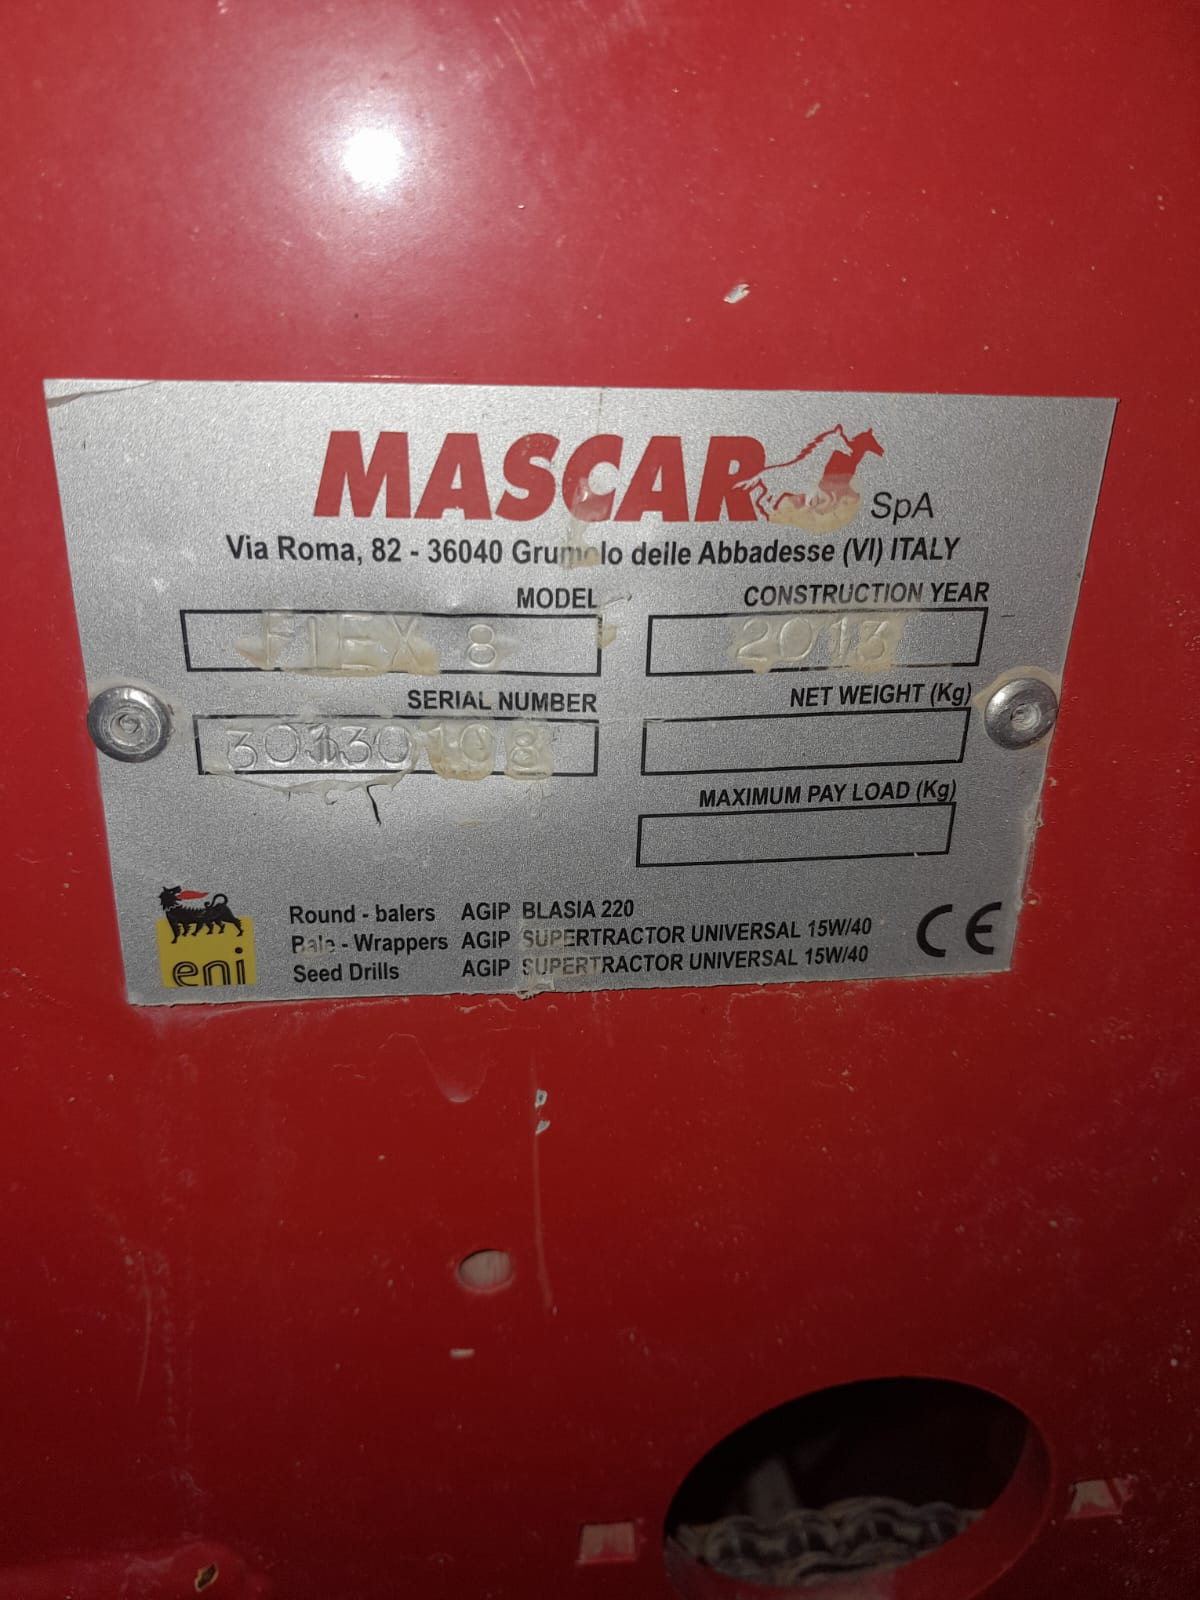 MASCAR SpA
Via Roma, 82 - 36040 Grumolo delle Abbadesse (VI) ITALY
MODEL
FLEX 8
CONSTRUCTION YEAR
2013
SERIAL NUMBER
NET WEIGHT (Kg)
MAXIMUM PAY LOAD (Kg)
eni
Round - balers AGIP BLASIA 220
Bale - Wrappers AGIP SUPERTRACTOR UNIVERSAL 15W/40
Seed Drills AGIP SUPERTRACTOR UNIVERSAL 15W/40
CE